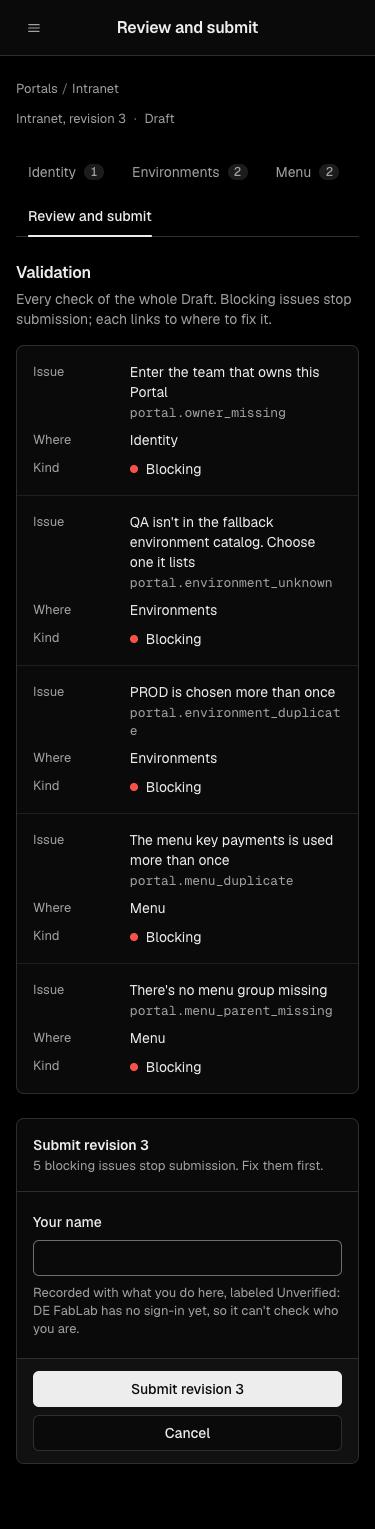 Review and submit
Portals / Intranet
Intranet, revision 3 · Draft
Identity 1 Environments 2 Menu 2
Review and submit
Validation
Every check of the whole Draft. Blocking issues stop
submission; each links to where to fix it.
Issue Enter the team that owns this
Portal
portal.owner_missing
Where Identity
Kind Blocking
Issue QA isn't in the fallback
environment catalog. Choose
one it lists
portal.environment_unknown
Where Environments
Kind Blocking
Issue PROD is chosen more than once
portal.environment_duplicat
e
Where Environments
Kind Blocking
Issue The menu key payments is used
more than once
portal.menu_duplicate
Where Menu
Kind Blocking
Issue There's no menu group missing
portal.menu_parent_missing
Where Menu
Kind Blocking
Submit revision 3
5 blocking issues stop submission. Fix them first.
Your name
Recorded with what you do here, labeled Unverified:
DE FabLab has no sign-in yet, so it can't check who
you are.
Submit revision 3
Cancel